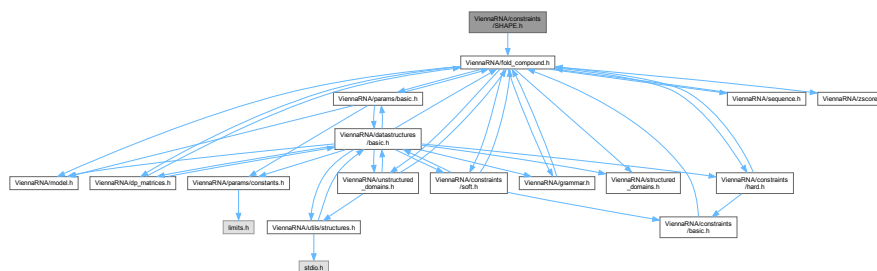 ViennaRNA/constraints
/SHAPE.h
ViennaRNA/fold_compound.h
ViennaRNA/params/basic.h
ViennaRNA/sequence.h
ViennaRNA/zscore
ViennaRNA/datastructures
/basic.h
ViennaRNA/model.h
ViennaRNA/dp_matrices.h
ViennaRNA/params/constants.h
ViennaRNA/unstructured
_domains.h
ViennaRNA/constraints
/soft.h
ViennaRNA/grammar.h
ViennaRNA/structured
_domains.h
ViennaRNA/constraints
/hard.h
limits.h
ViennaRNA/utils/structures.h
ViennaRNA/constraints
/basic.h
stdio.h